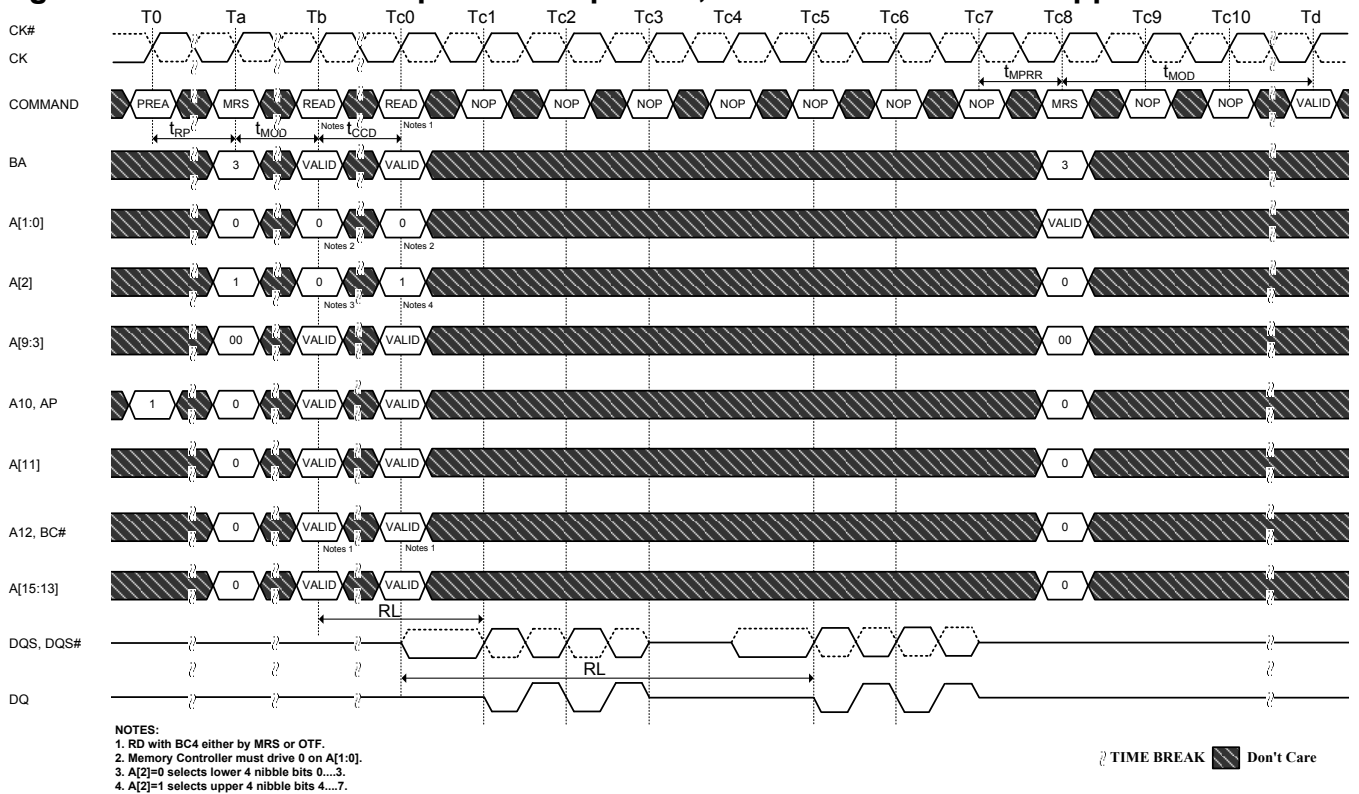 T0 Ta Tb Tc0 Tc1 Tc2 Tc3 Tc4 Tc5 Tc6 Tc7 Tc8 Tc9 Tc10 Td
CK#
CK
tMPRR tMOD
COMMAND PREA MRS READ READ NOP NOP NOP NOP NOP NOP NOP MRS NOP NOP VALID
Notes 1 Notes 1
tRP tMOD tCCD
BA 3 VALID VALID 3
A[1:0] 0 0 0 VALID
Notes 2 Notes 2
A[2] 1 0 1 0
Notes 3 Notes 4
A[9:3] 00 VALID VALID 00
A10, AP 1 0 VALID VALID 0
A[11] 0 VALID VALID 0
A12, BC# 0 VALID VALID 0
Notes 1 Notes 1
A[15:13] 0 VALID VALID 0
RL
DQS, DQS#
RL
DQ
NOTES:
1. RD with BC4 either by MRS or OTF.
2. Memory Controller must drive 0 on A[1:0].
3. A[2]=0 selects lower 4 nibble bits 0....3.
4. A[2]=1 selects upper 4 nibble bits 4....7.
TIME BREAK Don't Care